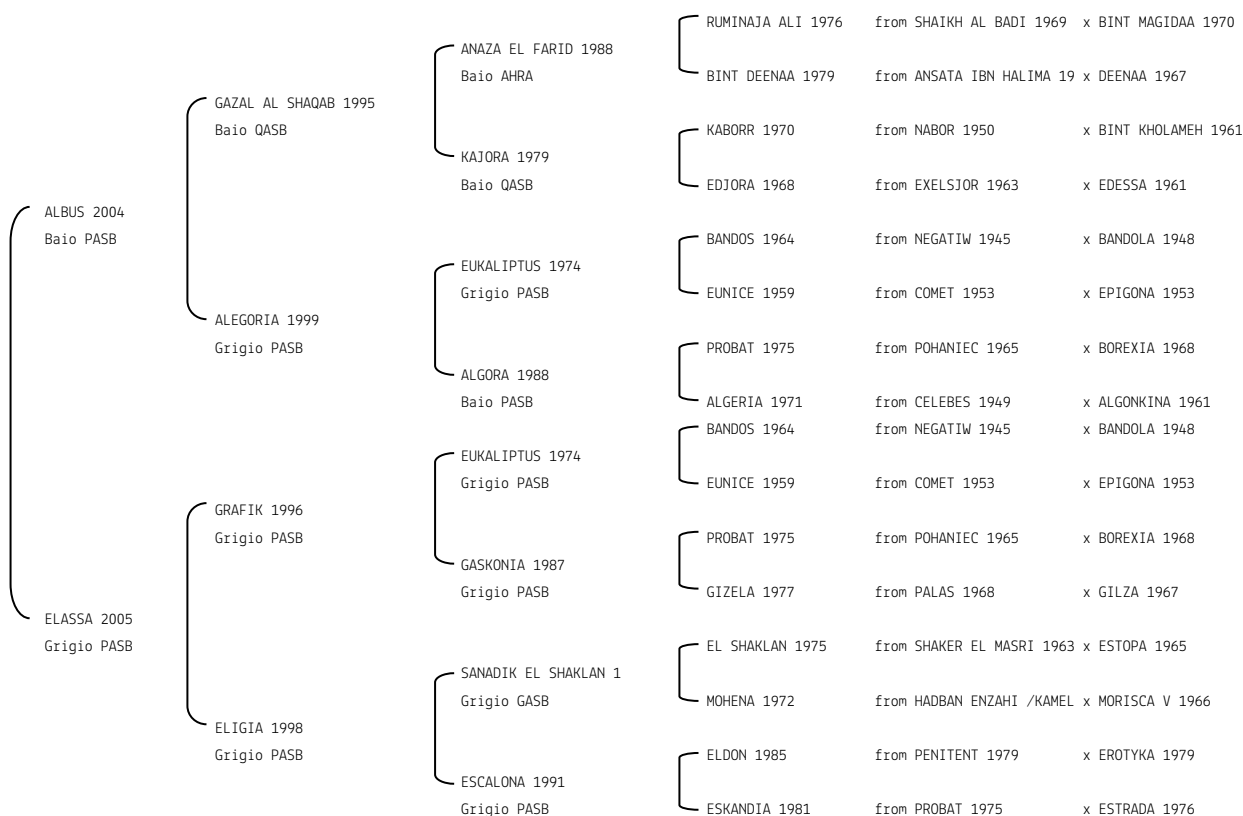 RUMINAJA ALI 1976 from SHAIKH AL BADI 1969 x BINT MAGIDAA 1970
ANAZA EL FARID 1988
Baio AHRA
BINT DEENAA 1979 from ANSATA IBN HALIMA 19 x DEENAA 1967
GAZAL AL SHAQAB 1995
Baio QASB
KABORR 1970 from NABOR 1950 x BINT KHOLAMEH 1961
KAJORA 1979
Baio QASB
EDJORA 1968 from EXELSJOR 1963 x EDESSA 1961
ALBUS 2004
Baio PASB
BANDOS 1964 from NEGATIW 1945 x BANDOLA 1948
EUKALIPTUS 1974
Grigio PASB
EUNICE 1959 from COMET 1953 x EPIGONA 1953
ALEGORIA 1999
Grigio PASB
PROBAT 1975 from POHANIEC 1965 x BOREXIA 1968
ALGORA 1988
Baio PASB
ALGERIA 1971 from CELEBES 1949 x ALGONKINA 1961
BANDOS 1964 from NEGATIW 1945 x BANDOLA 1948
EUKALIPTUS 1974
Grigio PASB
EUNICE 1959 from COMET 1953 x EPIGONA 1953
GRAFIK 1996
Grigio PASB
PROBAT 1975 from POHANIEC 1965 x BOREXIA 1968
GASKONIA 1987
Grigio PASB
GIZELA 1977 from PALAS 1968 x GILZA 1967
ELASSA 2005
Grigio PASB
EL SHAKLAN 1975 from SHAKER EL MASRI 1963 x ESTOPA 1965
SANADIK EL SHAKLAN 1
Grigio GASB
MOHENA 1972 from HADBAN ENZAHI /KAMEL x MORISCA V 1966
ELIGIA 1998
Grigio PASB
ELDON 1985 from PENITENT 1979 x EROTYKA 1979
ESCALONA 1991
Grigio PASB
ESKANDIA 1981 from PROBAT 1975 x ESTRADA 1976